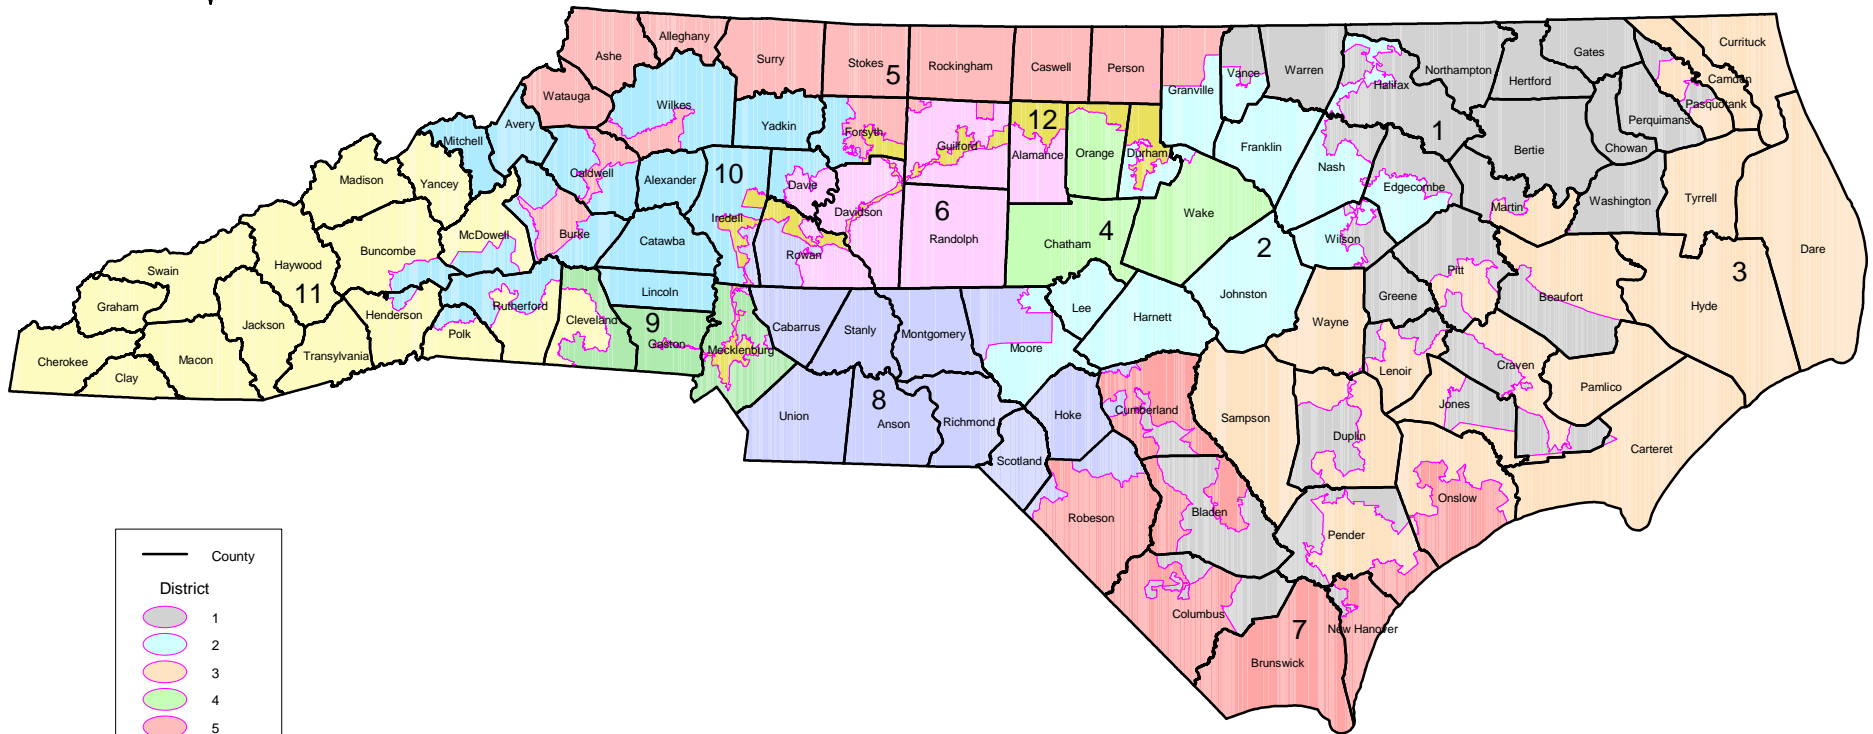 Alleghany
Ashe
Surry
Stokes
5
Rockingham
Caswell
Person
Granville
Vance
Warren
Halifax
Northampton
Hertford
Gates
Currituck
Camden
Pasquotank
Perquimans
Chowan
Bertie
1
Watauga
Wilkes
Yadkin
Forsyth
Guilford
12
Alamance
Orange
Durham
Franklin
Nash
Edgecombe
Martin
Washington
Tyrrell
Dare
Mitchell
Avery
Caldwell
Alexander
10
Iredell
Davie
Davidson
6
Randolph
Chatham
4
Wake
2
Wilson
Johnston
Madison
Yancey
McDowell
Burke
Catawba
Rowan
Buncombe
Haywood
Swain
11
Graham
Jackson
Henderson
Rutherford
Polk
Cleveland
Lincoln
9
Gaston
Mecklenburg
Cabarrus
Stanly
Montgomery
Moore
Lee
Harnett
Wayne
Greene
Pitt
Beaufort
Hyde
3
Cherokee
Clay
Macon
Transylvania
Union
8
Anson
Richmond
Scotland
Hoke
Cumberland
Sampson
Duplin
Lenoir
Jones
Craven
Pamlico
Carteret
Onslow
Robeson
Bladen
Pender
Columbus
7
New Hanover
Brunswick
County
District
1
2
3
4
5